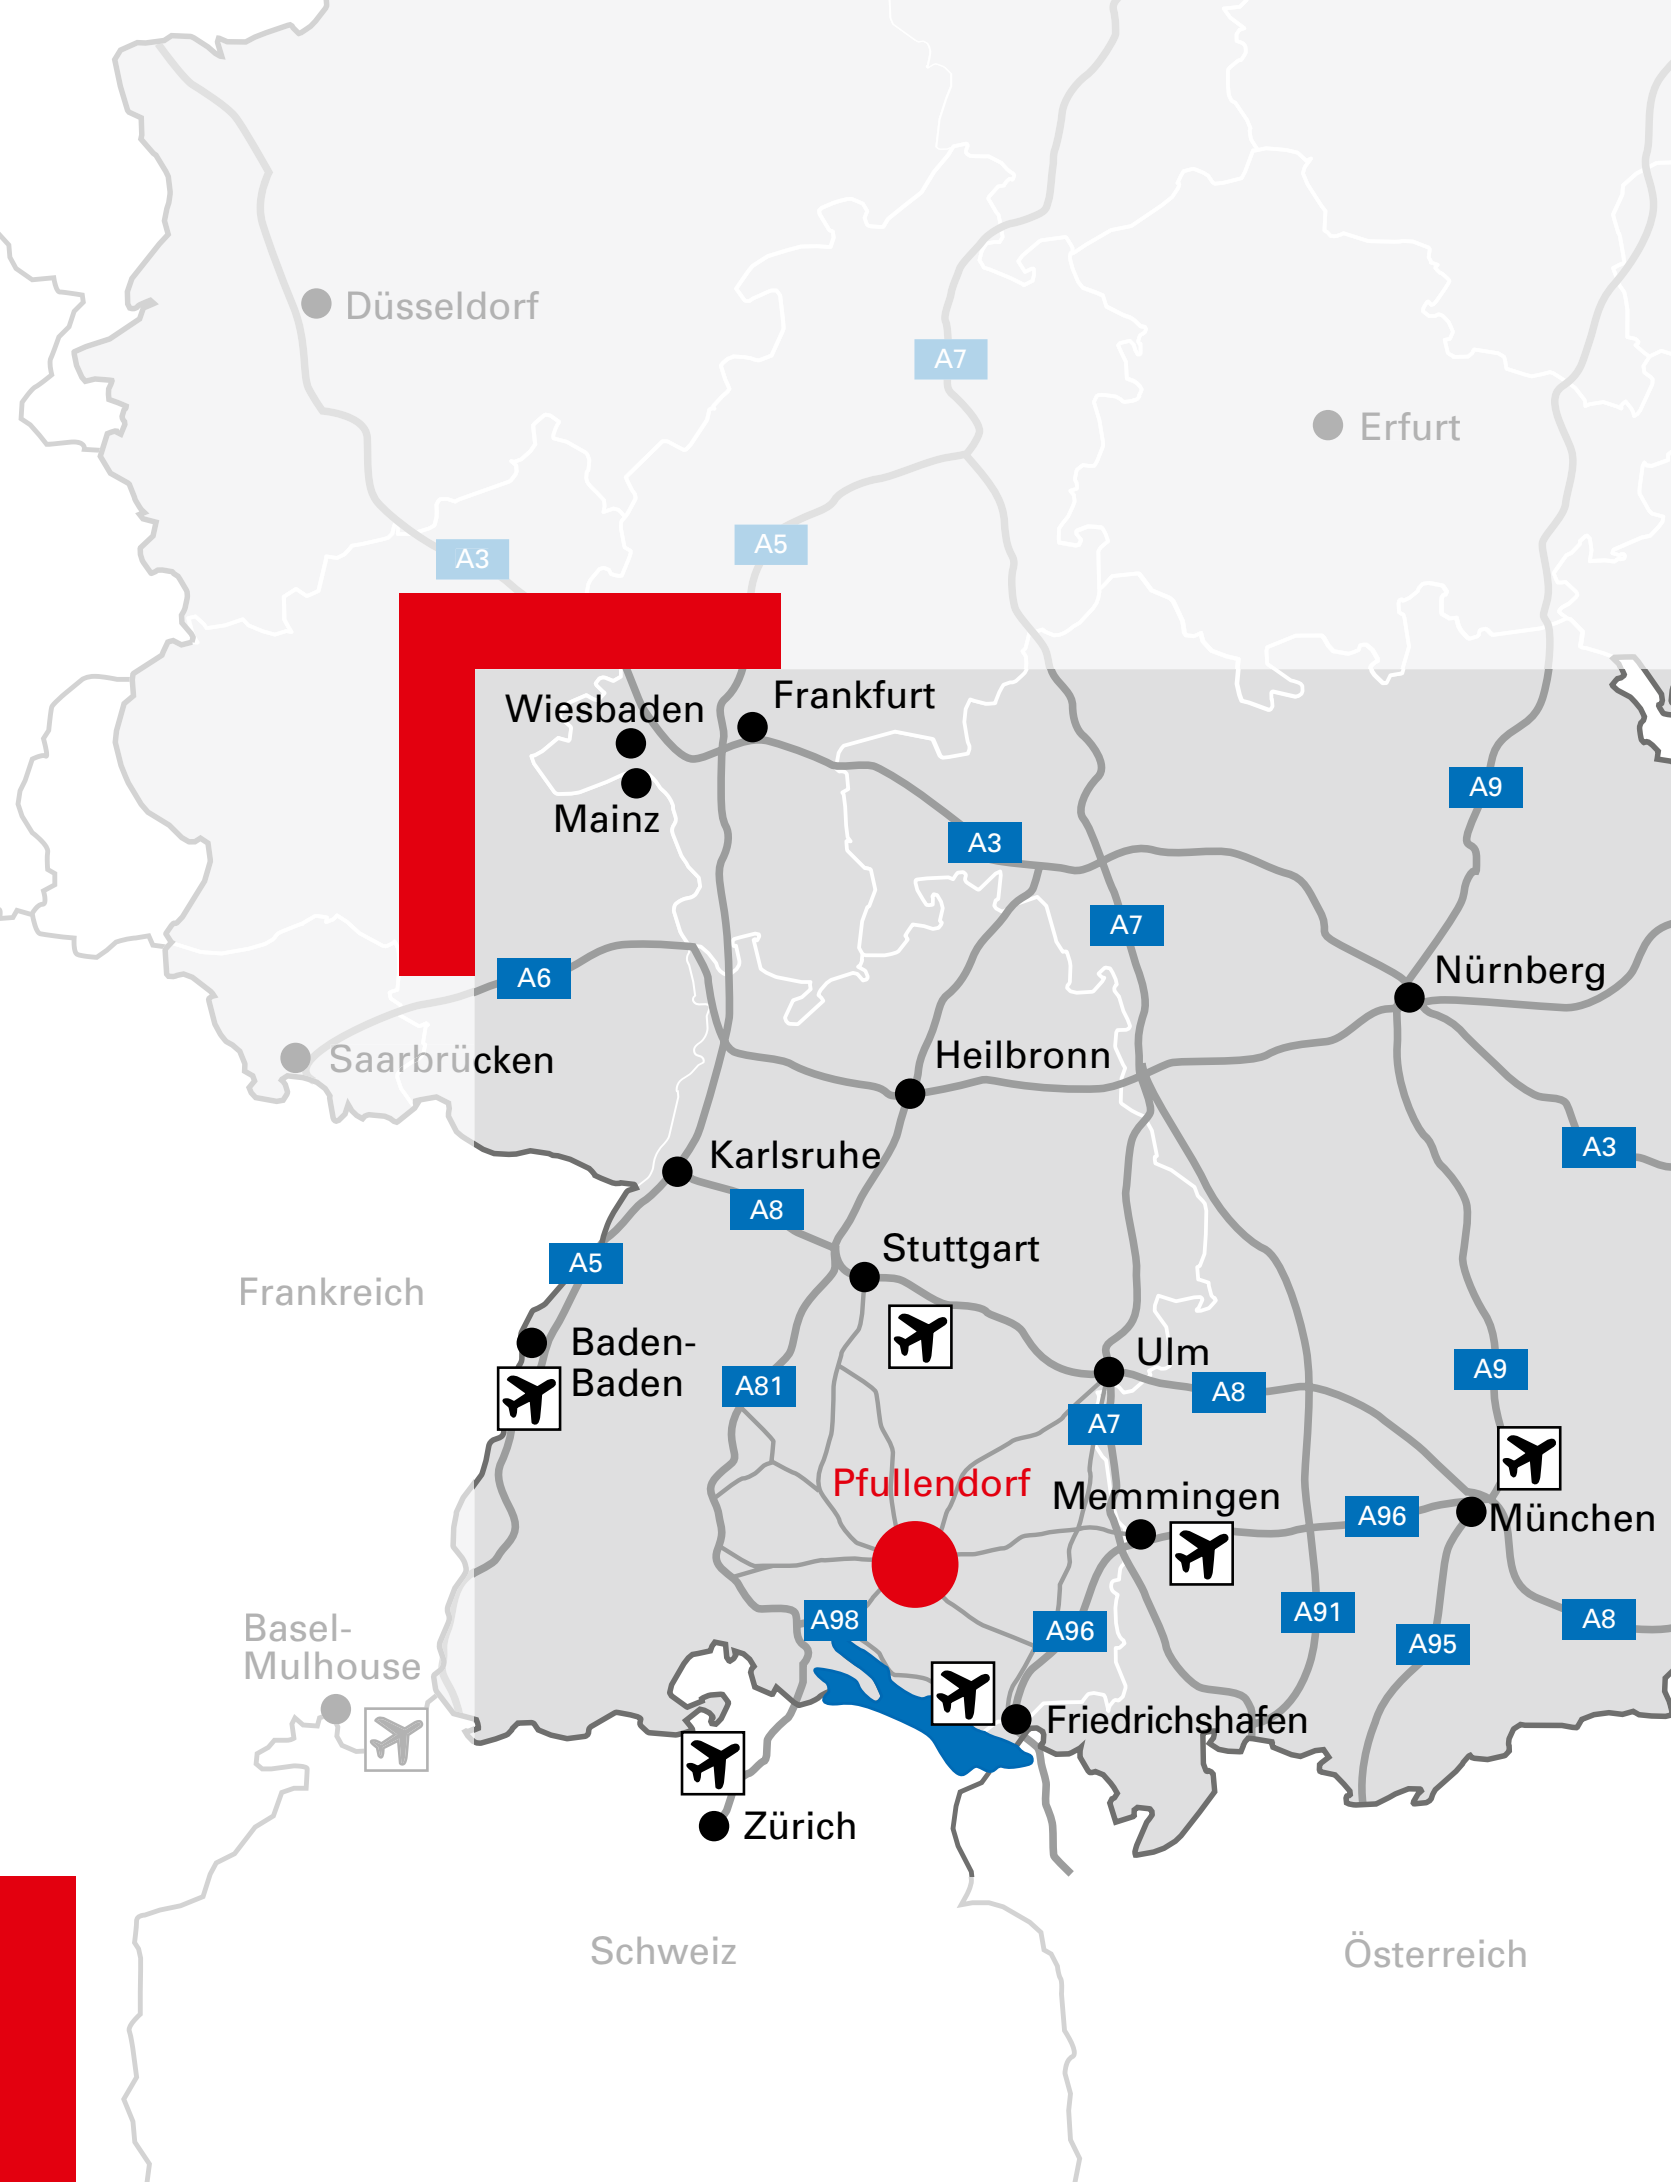 Düsseldorf
A7
Erfurt
A3
A5
Wiesbaden
Frankfurt
Mainz
A9
A3
A7
A6
Nürnberg
Saarbrücken
Heilbronn
A3
Karlsruhe
A8
Stuttgart
A5
Frankreich
Baden-
Baden
Ulm
A81
A8
A9
A7
Pfullendorf
Memmingen
A96
München
A98
A96
A91
A95
A8
Basel-
Mulhouse
Friedrichshafen
Zürich
Schweiz
Österreich